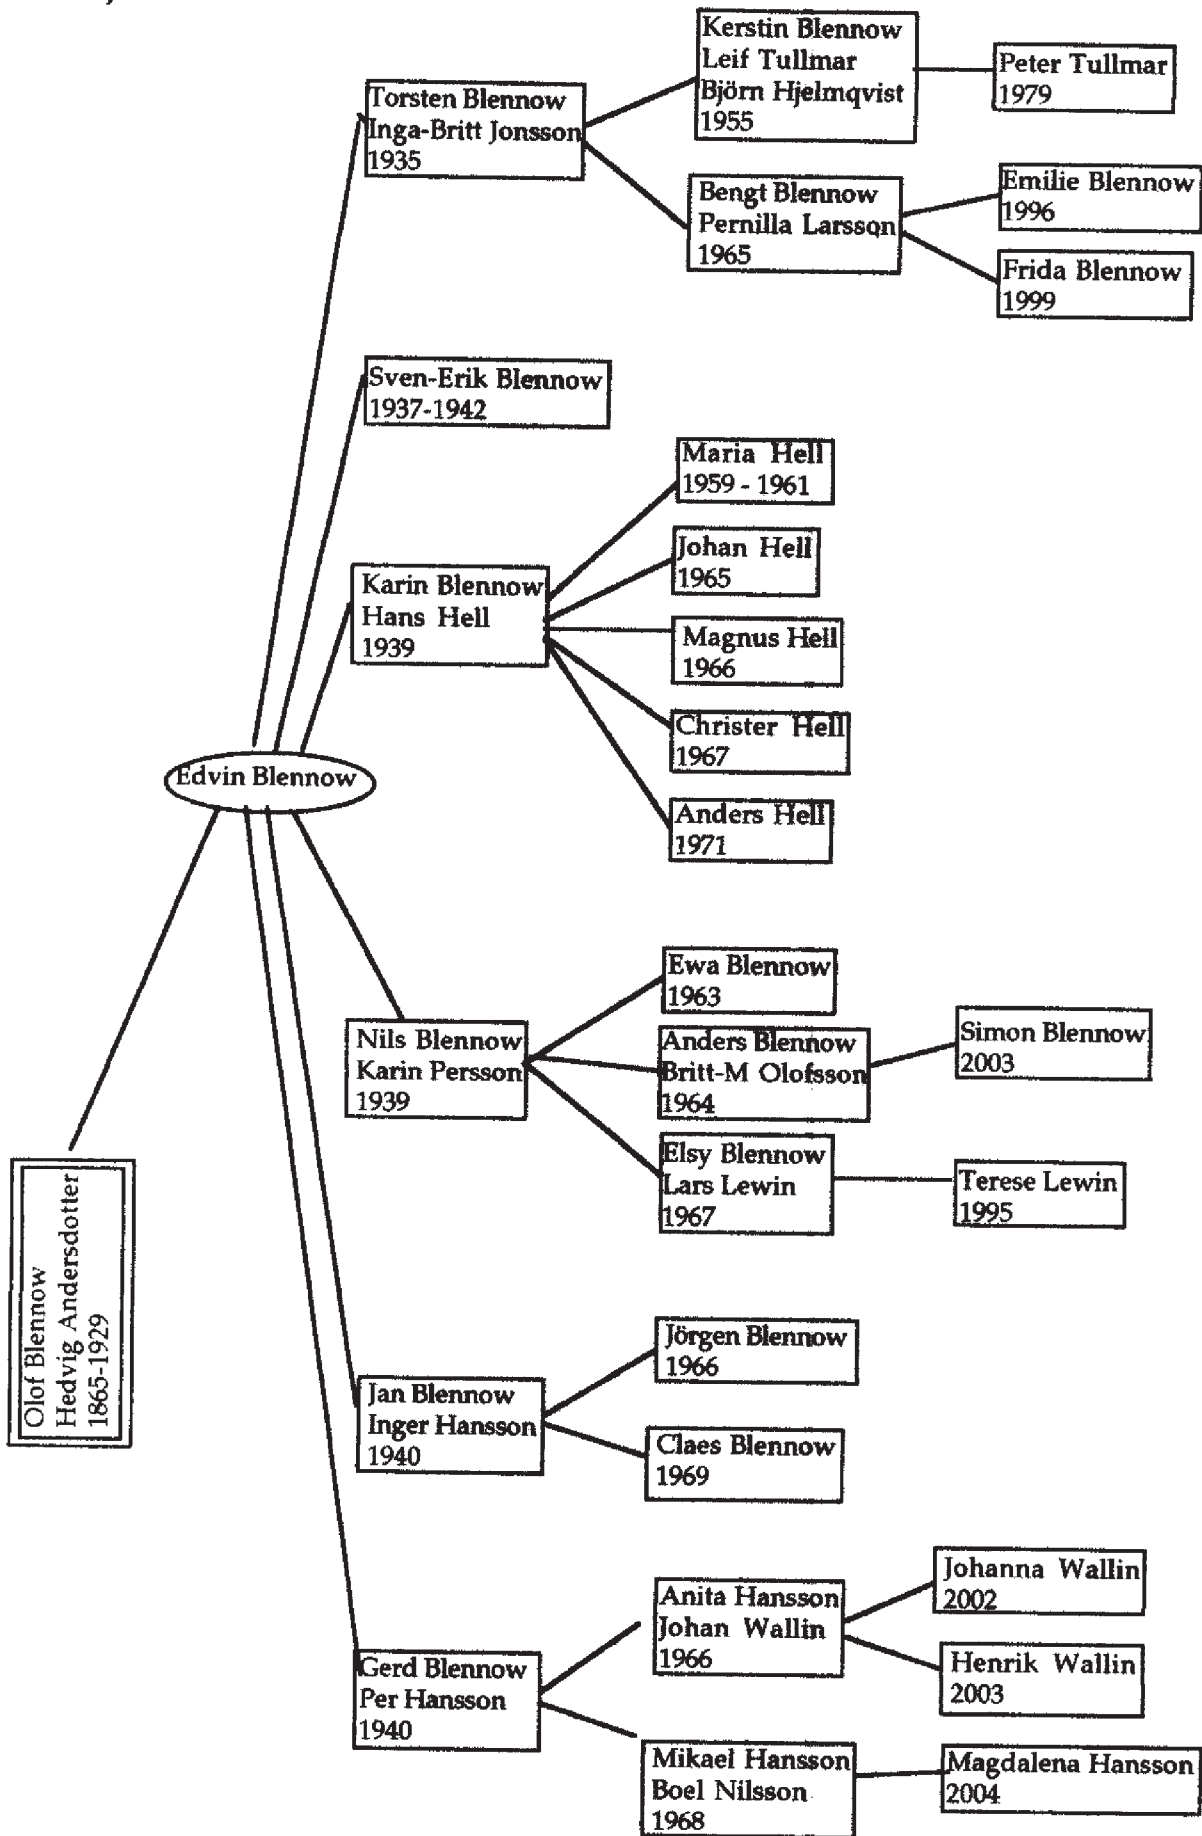 Kerstin Blennow
Leif Tullmar
Björn Hjelmqvist
1955
Peter Tullmar
1979
Torsten Blennow
Inga-Britt Jonsson
1935
Bengt Blennow
Pernilla Larsson
1965
Emilie Blennow
1996
Frida Blennow
1999
Sven-Erik Blennow
1937-1942
Maria Hell
1959 - 1961
Johan Hell
1965
Karin Blennow
Hans Hell
1939
Magnus Hell
1966
Christer Hell
1967
Edvin Blennow
Anders Hell
1971
Ewa Blennow
1963
Nils Blennow
Karin Persson
1939
Anders Blennow
Britt-M Olofsson
1964
Simon Blennow
2003
Elsy Blennow
Lars Lewin
1967
Terese Lewin
1995
Olof Blennow
Hedvig Andersdotter
1865-1929
Jörgen Blennow
1966
Jan Blennow
Inger Hansson
1940
Claes Blennow
1969
Anita Hansson
Johan Wallin
1966
Johanna Wallin
2002
Henrik Wallin
2003
Gerd Blennow
Per Hansson
1940
Mikael Hansson
Boel Nilsson
1968
Magdalena Hansson
2004